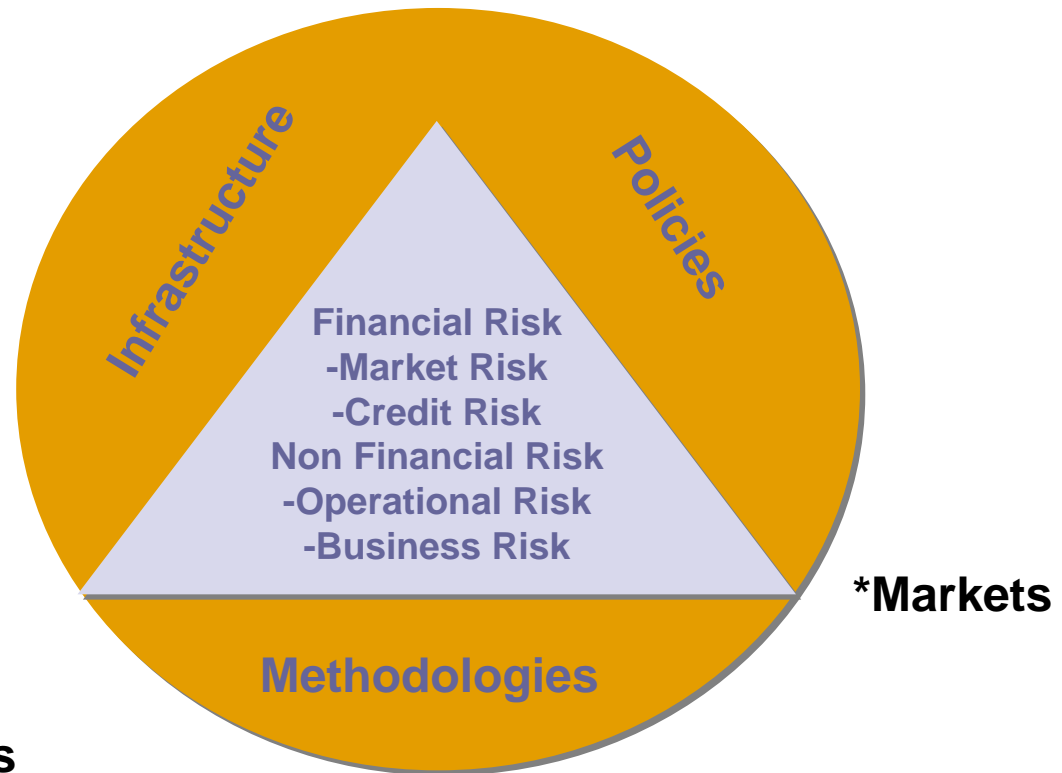 Infrastructure
Policies
Financial Risk
-Market Risk
-Credit Risk
Non Financial Risk
-Operational Risk
-Business Risk
*Markets
Methodologies
s